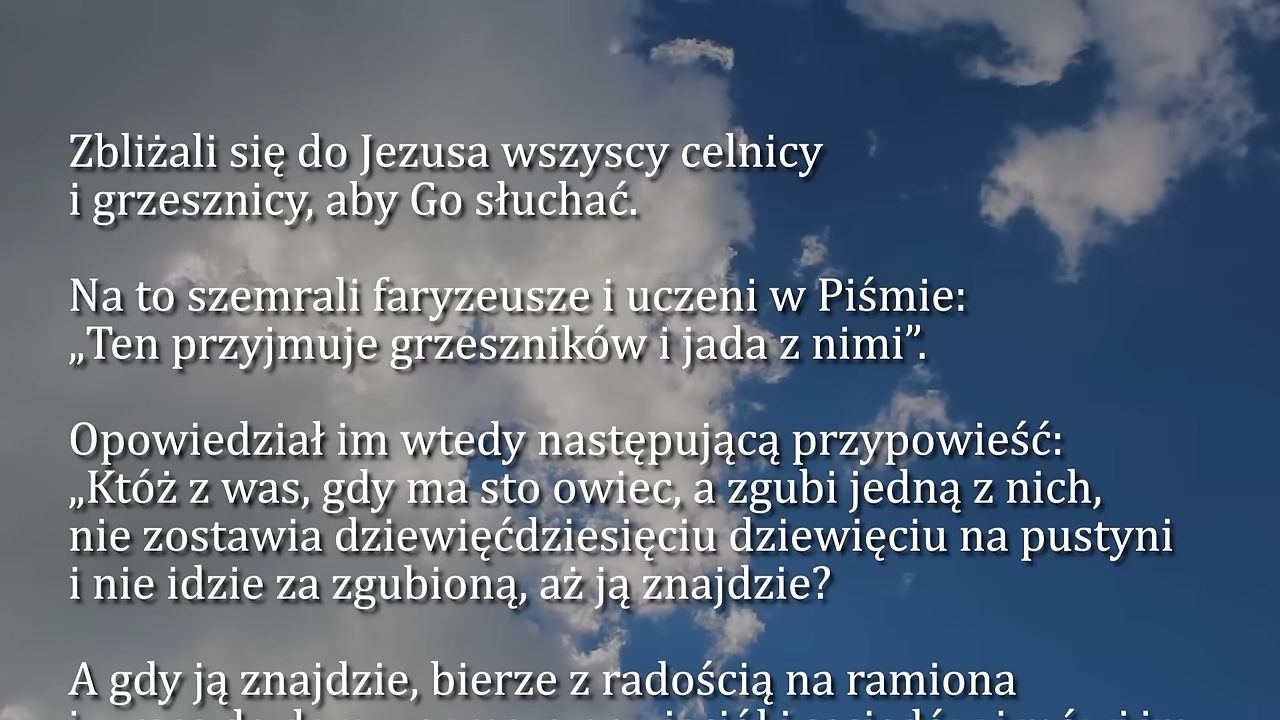 Zbliżali się do Jezusa wszyscy celnicy
i grzesznicy, aby Go słuchać.
Na to szemrali faryzeusze i uczeni w Piśmie:
„Ten przyjmuje grzeszników i jada z nimi”.
Opowiedział im wtedy następującą przypowieść:
„Któż z was, gdy ma sto owiec, a zgubi jedną z nich,
nie zostawia dziewięćdziesięciu dziewięciu na pustyni
i nie idzie za zgubioną, aż ją znajdzie?
A gdy ją znajdzie, bierze z radością na ramiona